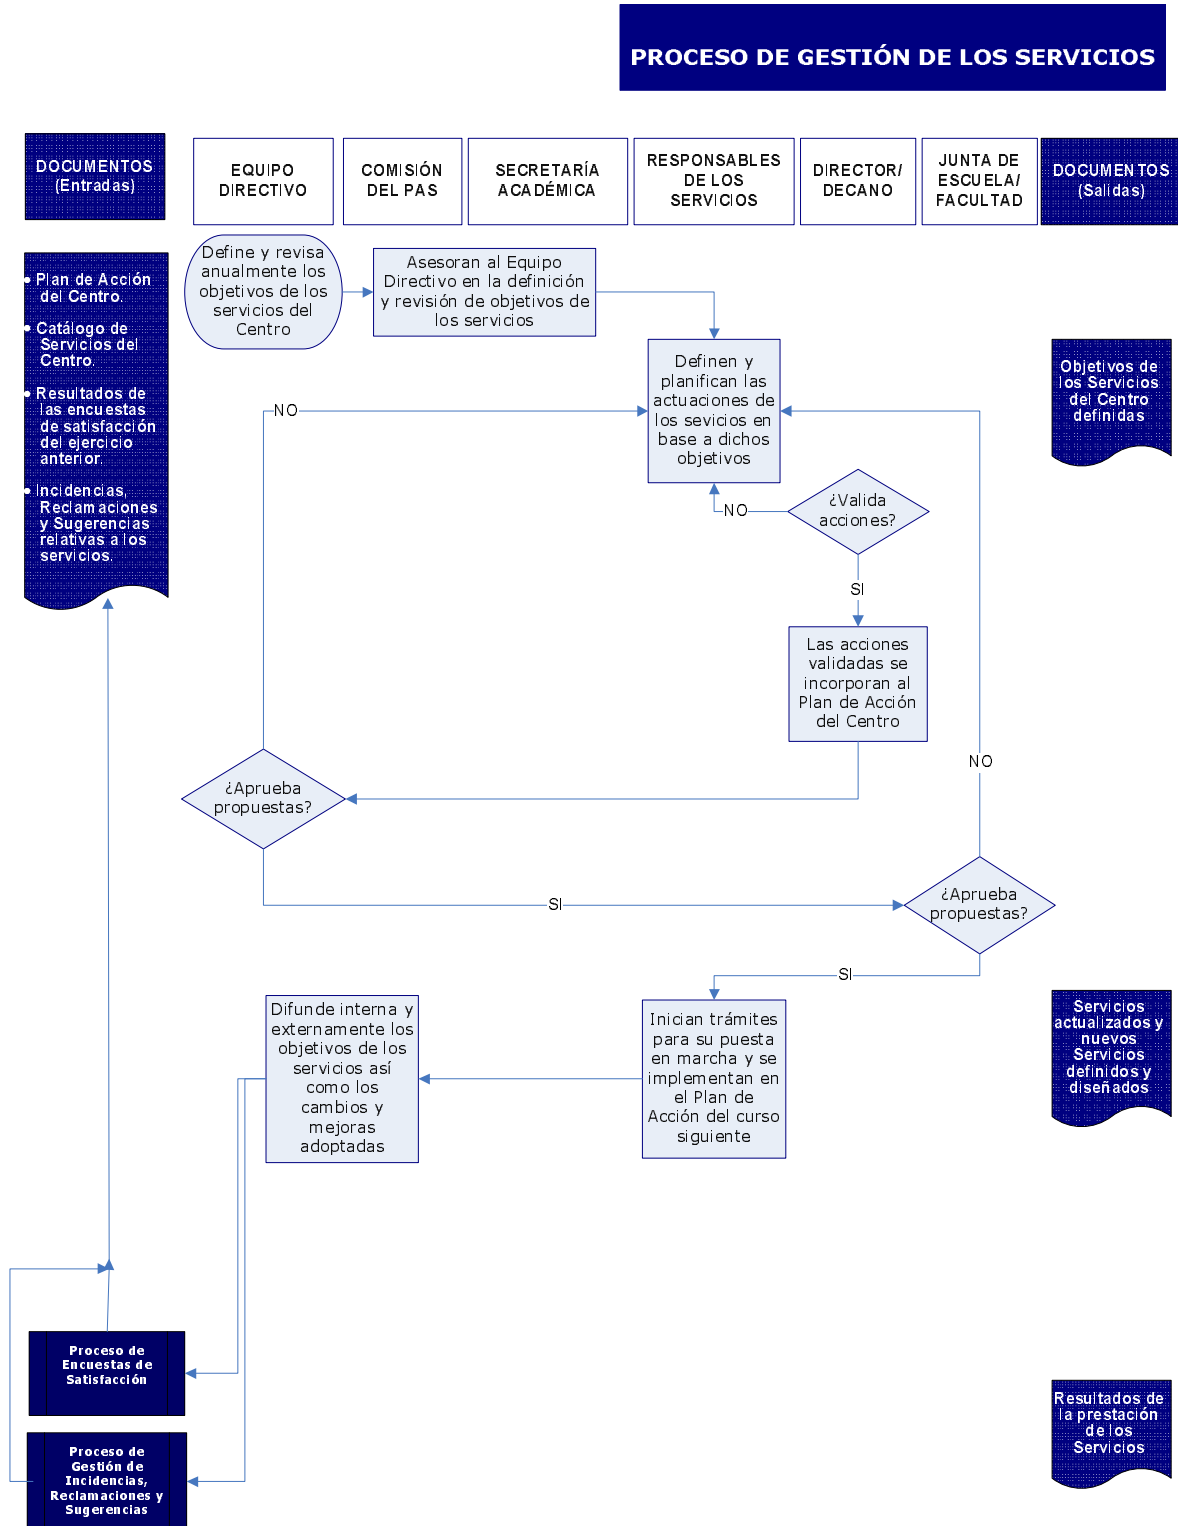 PROCESO DE GESTIÓN DE LOS SERVICIOS
DOCUMENTOS
(Entradas)
EQUIPO
DIRECTIVO
COMISIÓN
DEL PAS
SECRETARÍA
ACADÉMICA
RESPONSABLES
DE LOS
SERVICIOS
DIRECTOR/
DECANO
JUNTA DE
ESCUELA/
FACULTAD
DOCUMENTOS
(Salidas)
• Plan de Acción
del Centro.
• Catálogo de
Servicios del
Centro.
• Resultados de
las encuestas
de satisfacción
del ejercicio
anterior.
• Incidencias,
Reclamaciones
y Sugerencias
relativas a los
servicios.
Define y revisa
anualmente los
objetivos de los
servicios del
Centro
Asesoran al Equipo
Directivo en la definición
y revisión de objetivos de
los servicios
Definen y
planifican las
actuaciones de
los sevicios en
base a dichos
objetivos
Objetivos de
los Servicios
del Centro
definidas
NO
¿Valida
acciones?
NO
SI
Las acciones
validadas se
incorporan al
Plan de Acción
del Centro
NO
¿Aprueba
propuestas?
SI
¿Aprueba
propuestas?
SI
Difunde interna y
externamente los
objetivos de los
servicios así
como los
cambios y
mejoras
adoptadas
Inician trámites
para su puesta
en marcha y se
implementan en
el Plan de
Acción del curso
siguiente
Servicios
actualizados y
nuevos
Servicios
definidos y
diseñados
Proceso de
Encuestas de
Satisfacción
Proceso de
Gestión de
Incidencias,
Reclamaciones y
Sugerencias
Resultados de
la prestación
de los
Servicios